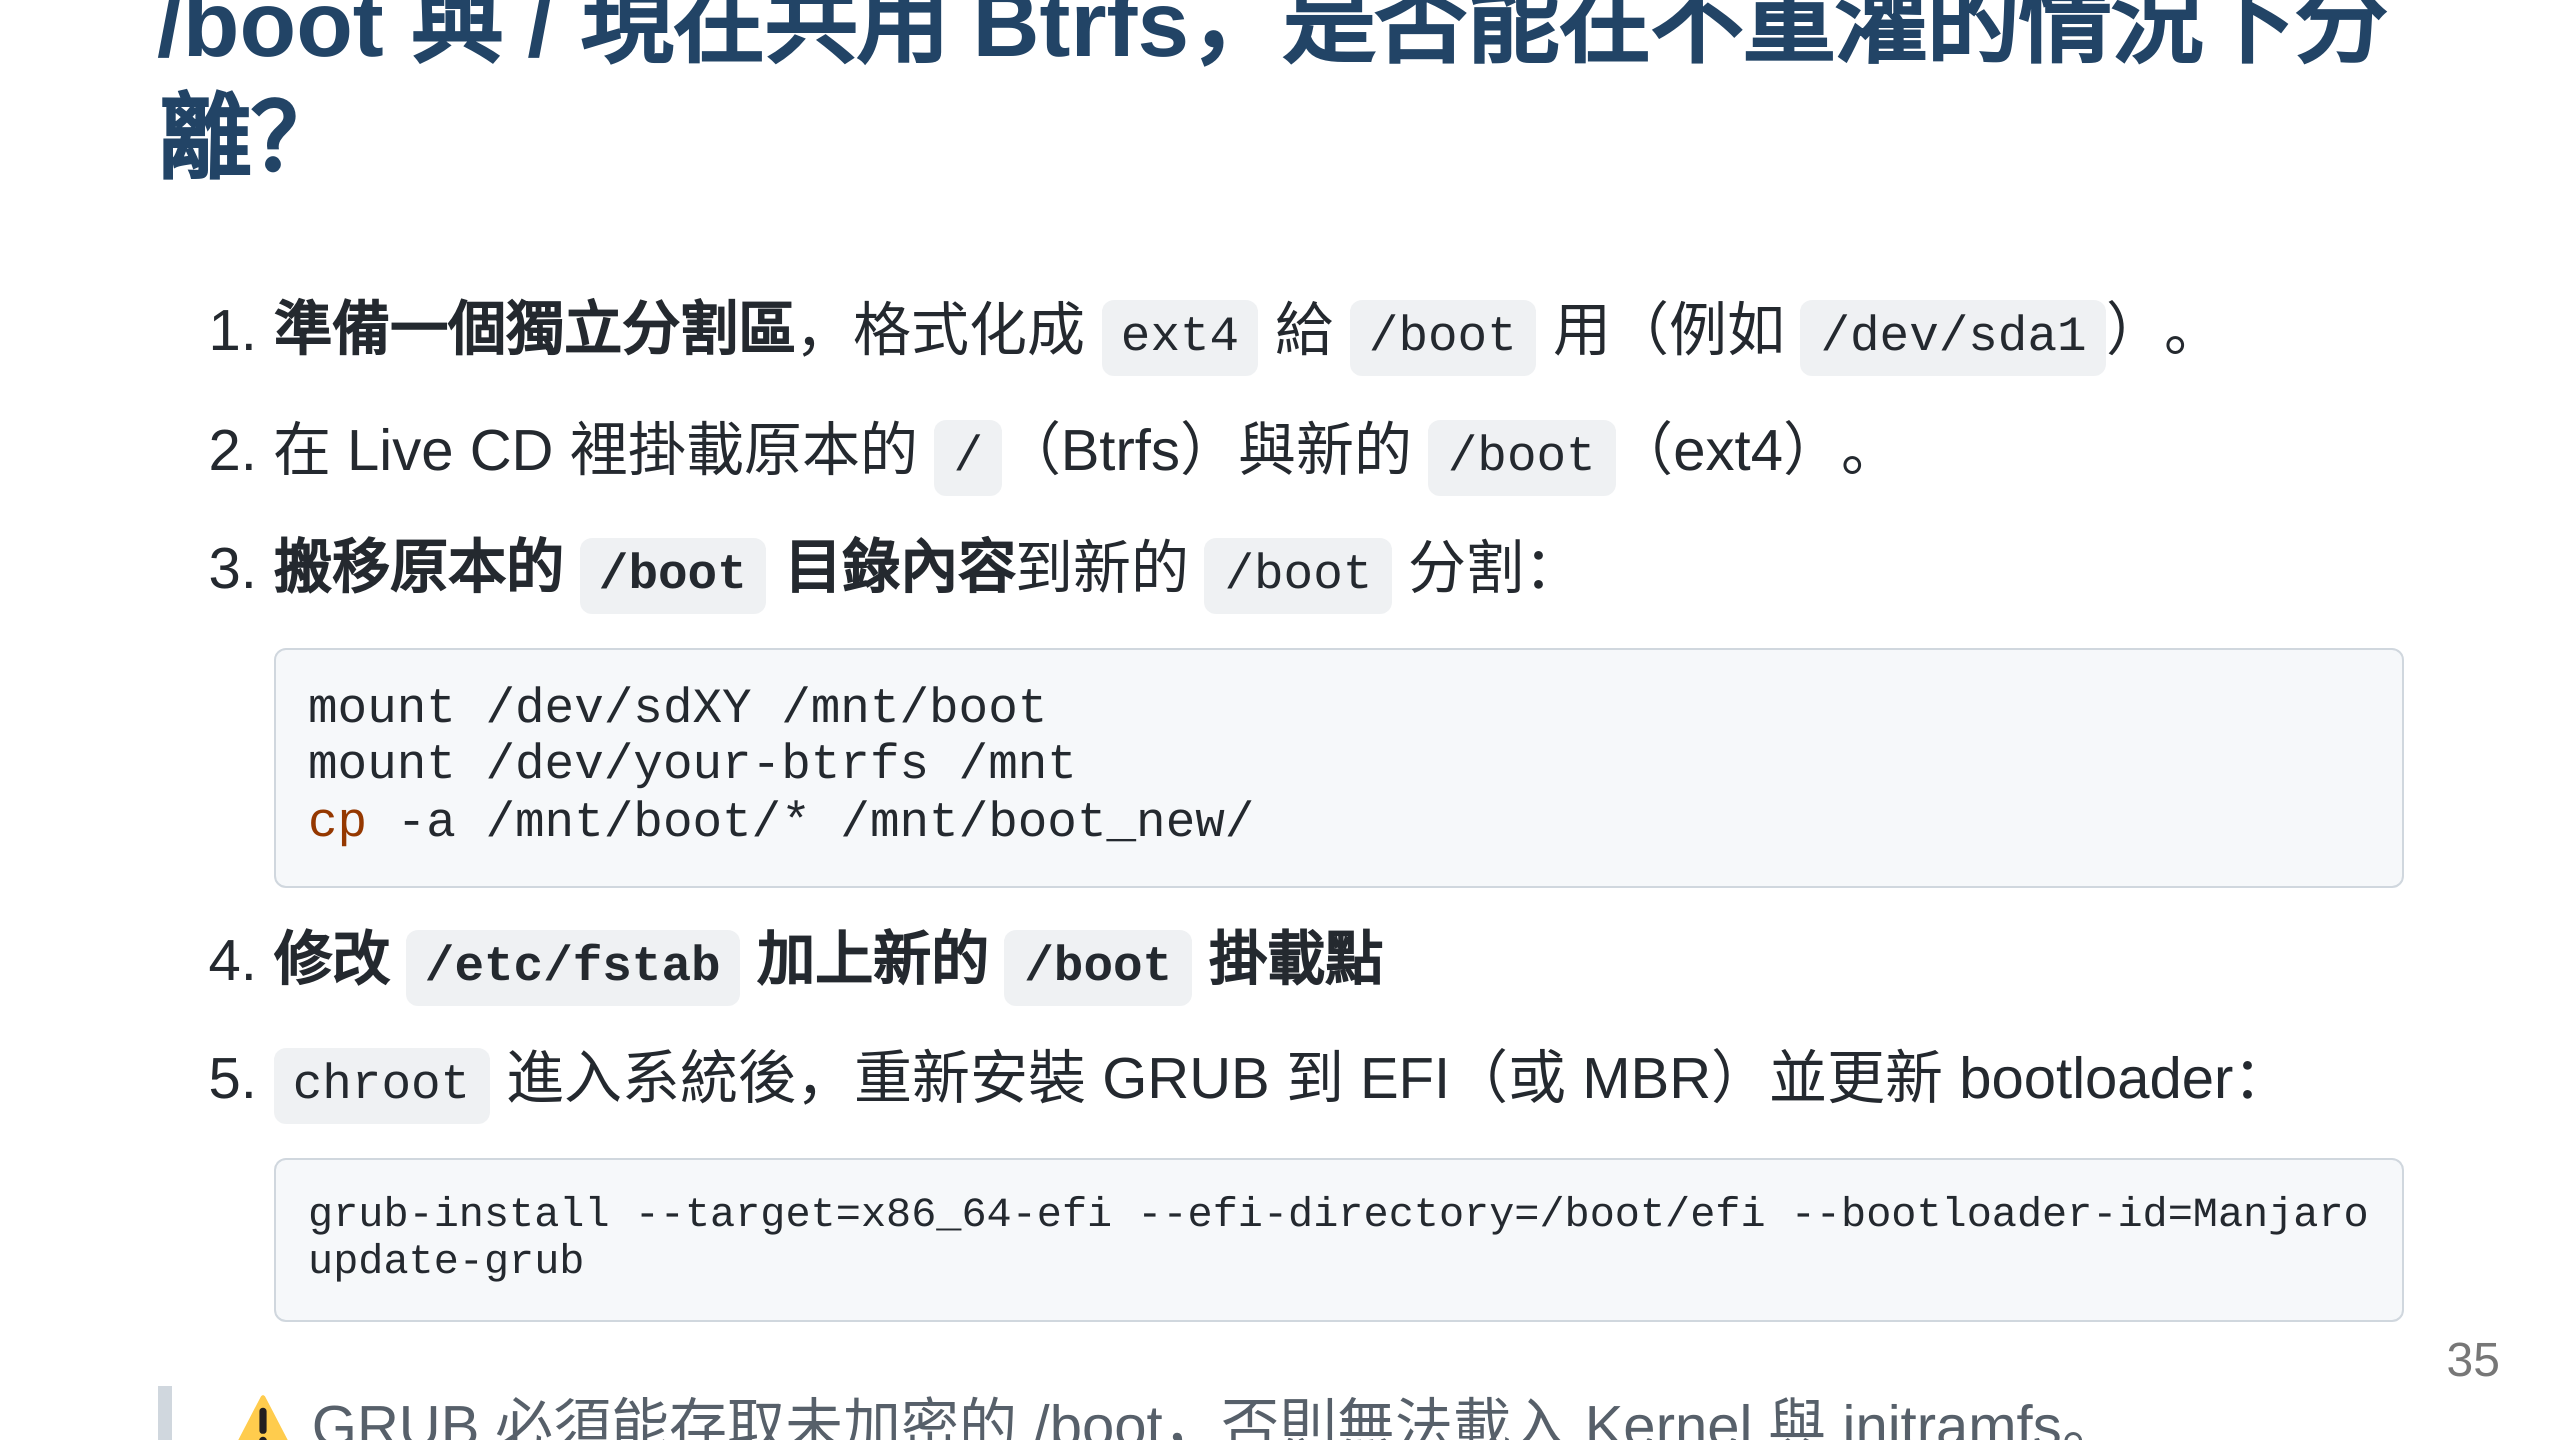 /boot 與 / 現在共用 Btrfs，是否能在不重灌的情況下分
離？
1. 準備一個獨立分割區，格式化成 ext4 給 /boot 用（例如 /dev/sda1）。
2. 在 Live CD 裡掛載原本的 /（Btrfs）與新的 /boot（ext4）。
3. 搬移原本的 /boot 目錄內容到新的 /boot 分割：
mount /dev/sdXY /mnt/boot
mount /dev/your-btrfs /mnt
cp -a /mnt/boot/* /mnt/boot_new/
4. 修改 /etc/fstab 加上新的 /boot 掛載點
5. chroot 進入系統後，重新安裝 GRUB 到 EFI（或 MBR）並更新 bootloader：
grub-install --target=x86_64-efi --efi-directory=/boot/efi --bootloader-id=Manjaro
update-grub
35
⚠️ GRUB 必須能存取未加密的 /boot，否則無法載入 Kernel 與 initramfs。